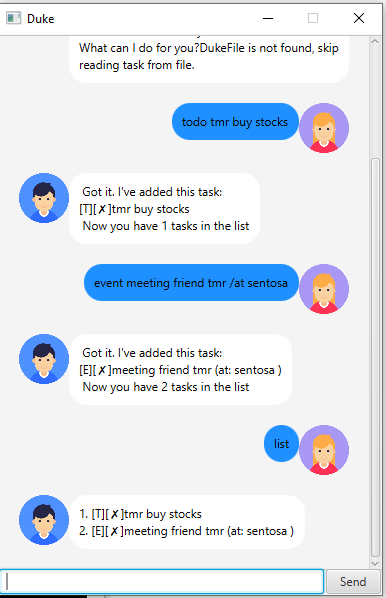 Duke
What can I do for you?DukeFile is not found, skip
reading task from file.
todo tmr buy stocks
Got it. I've added this task:
[T][✗]tmr buy stocks
Now you have 1 tasks in the list
event meeting friend tmr /at sentosa
Got it. I've added this task:
[E][✗]meeting friend tmr (at: sentosa )
Now you have 2 tasks in the list
list
1. [T][✗]tmr buy stocks
2. [E][✗]meeting friend tmr (at: sentosa )
Send